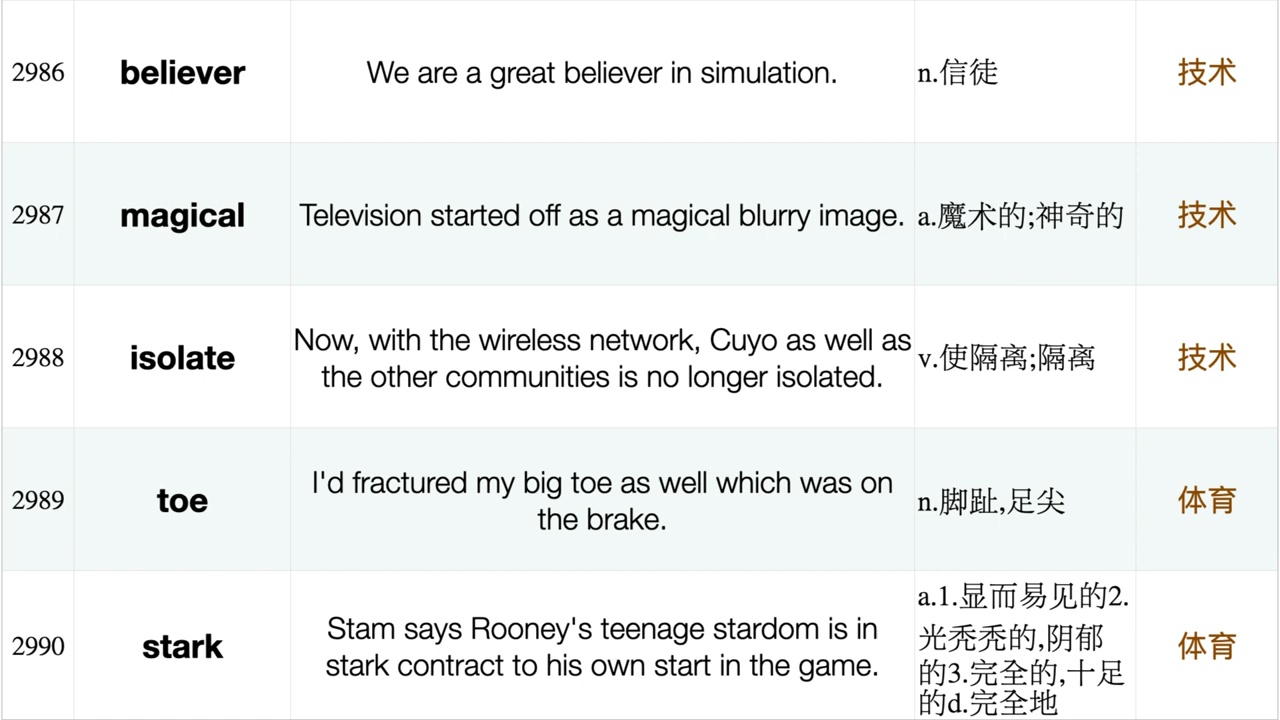 2986 believer We are a great believer in simulation. n.信徒 技术
2987 magical Television started off as a magical blurry image. a.魔术的;神奇的 技术
2988 isolate Now, with the wireless network, Cuyo as well as
the other communities is no longer isolated. v.使隔离;隔离 技术
2989 toe I'd fractured my big toe as well which was on
the brake. n.脚趾,足尖 体育
2990 stark Stam says Rooney's teenage stardom is in
stark contract to his own start in the game. a.1.显而易见的2.
光秃秃的,阴郁
的3.完全的,十足
的d.完全地 体育